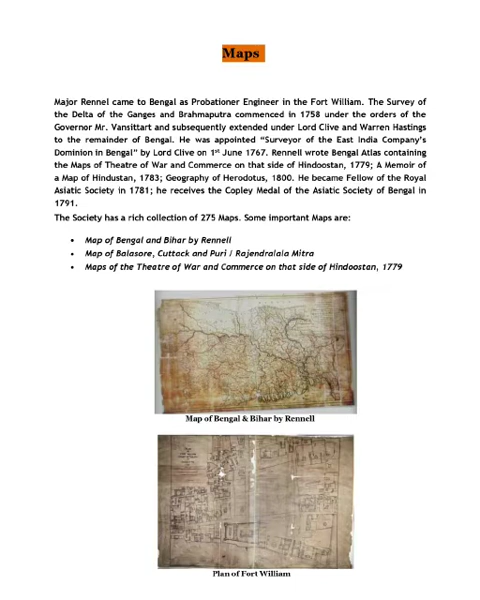 Maps
Major Rennel came to Bengal as Probationer Engineer in the Fort William. The Survey of
the Delta of the Ganges and Brahmaputra commenced in 1758 under the orders of the
Governor Mr. Vansittart and subsequently extended under Lord Clive and Warren Hastings
to the remainder of Bengal. He was appointed “Surveyor of the East India Company’s
Dominion in Bengal” by Lord Clive on 1st June 1767. Rennell wrote Bengal Atlas containing
the Maps of Theatre of War and Commerce on that side of Hindoostan, 1779; A Memoir of
a Map of Hindustan, 1783; Geography of Herodotus, 1800. He became Fellow of the Royal
Asiatic Society in 1781; he receives the Copley Medal of the Asiatic Society of Bengal in
1791.
The Society has a rich collection of 275 Maps. Some important Maps are:
• Map of Bengal and Bihar by Rennell
• Map of Balasore, Cuttack and Puri / Rajendralala Mitra
• Maps of the Theatre of War and Commerce on that side of Hindoostan, 1779
Map of Bengal & Bihar by Rennell
Plan of Fort William